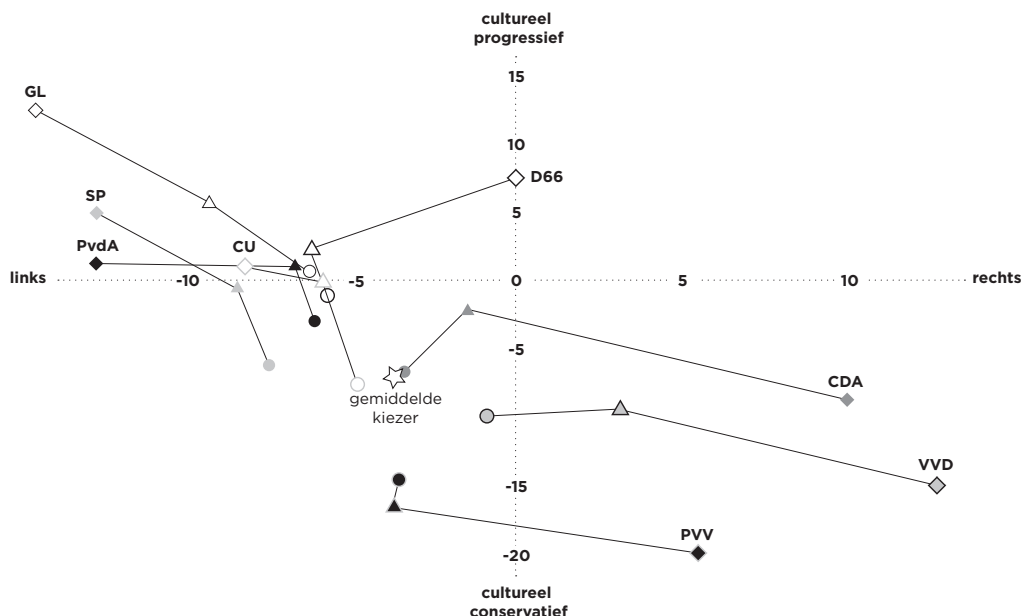 cultureel
progressief
15
GL
10
SP
D66
5
PvdA
CU
links
-10
-5
0
5
10
rechts
-5
CDA
gemiddelde
kiezer
VVD
-15
PVV
-20
cultureel
conservatief